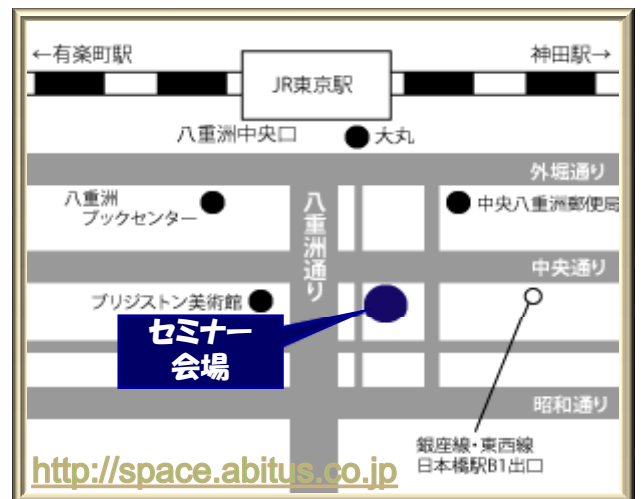 ←有楽町駅
神田駅→
JR東京駅
八重洲中央口
大丸
外堀通り
八重洲
ブックセンター
八重洲通り
中央八重洲郵便局
中央通り
ブリジストン美術館
セミナー
会場
昭和通り
銀座線・東西線
日本橋駅B1出口
http://space.abitus.co.jp